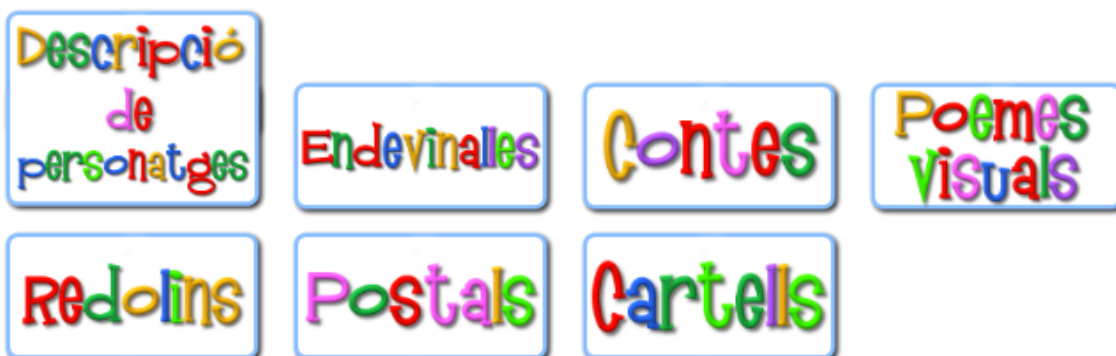 Descripció
de
personatges
Endevinalles
Contes
Poemes
visuals
Redolins
Postals
Cartells